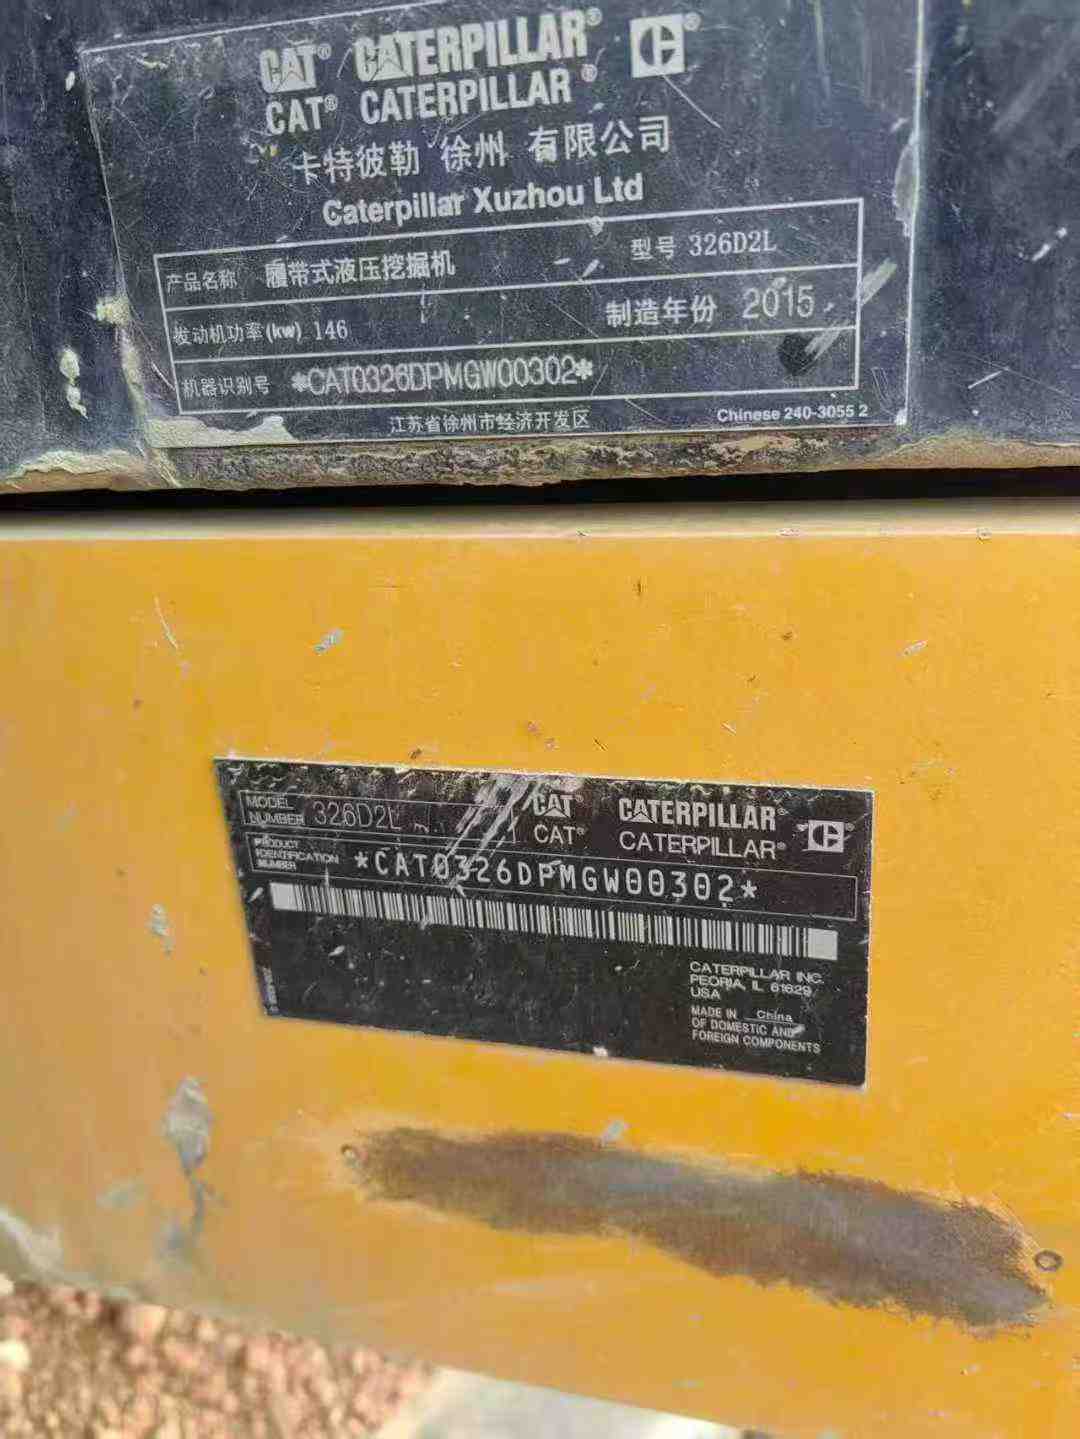 CAT® CATERPILLAR® C®
CAT® CATERPILLAR®
卡特彼勒 徐州 有限公司
Caterpillar Xuzhou Ltd
产品名称 履带式液压挖掘机 型号 326D2L
发动机功率(kw) 146 制造年份 2015
机器识别号 *CAT0326DPMGW00302*
江苏省徐州市经济开发区 Chinese 240-3055 2
MODEL NUMBER 326D2L CAT® CATERPILLAR® C®
CAT® CATERPILLAR®
PRODUCT IDENTIFICATION NUMBER *CAT0326DPMGW00302*
CATERPILLAR INC.
PEORIA, IL 61629
USA
MADE IN China
OF DOMESTIC AND
FOREIGN COMPONENTS